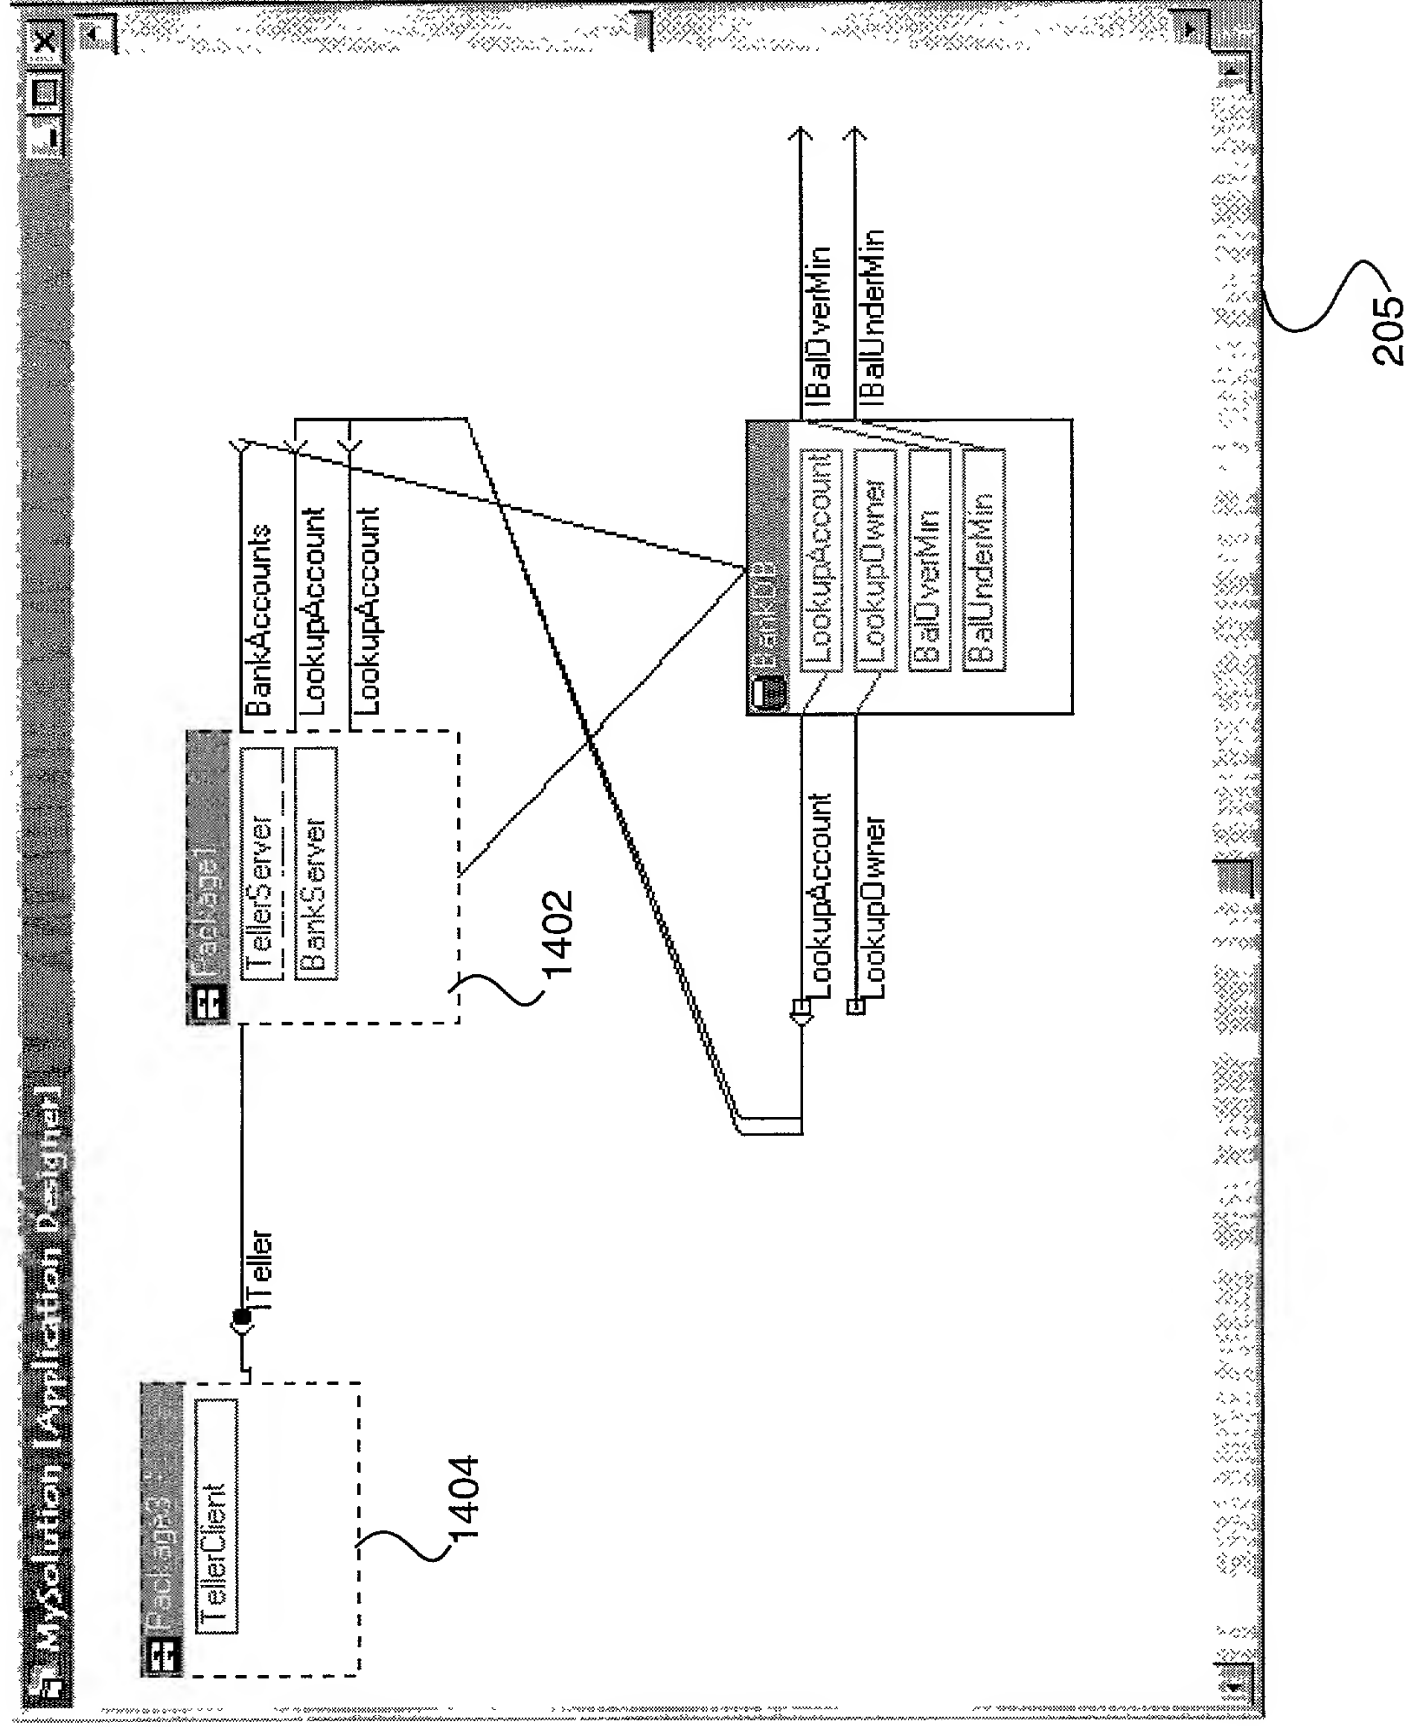 MySolution [Application Designer]
Package3
TellerClient
1404
ITeller
Package1
TellerServer
BankServer
1402
BankAccounts
LookupAccount
LookupAccount
LookupAccount
LookupOwner
BankDB
LookupAccount
LookupOwner
BalOverMin
BalUnderMin
IBalOverMin
IBalUnderMin
205